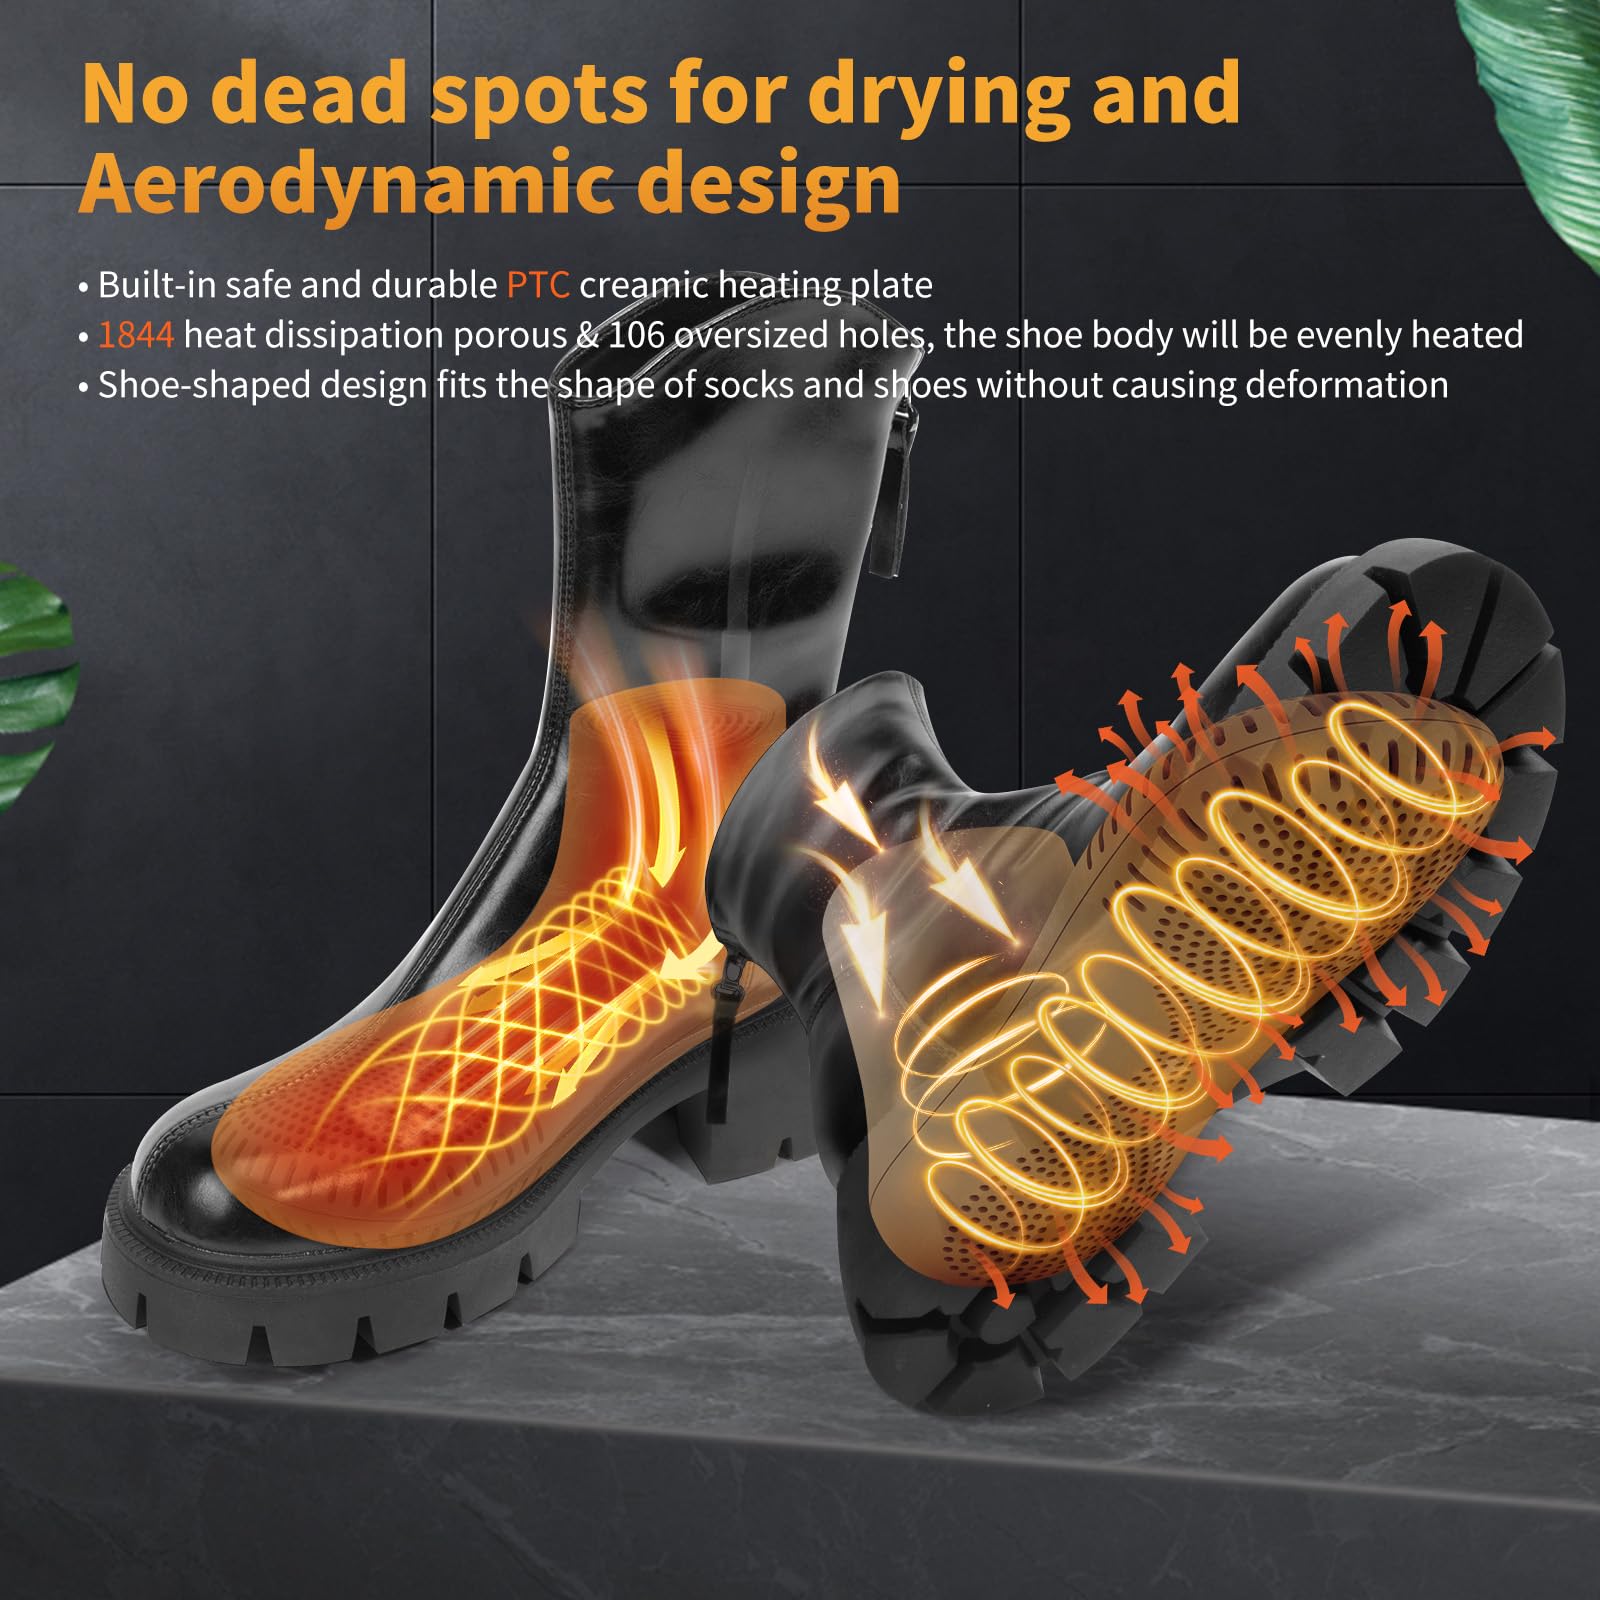 No dead spots for drying and
Aerodynamic design
• Built-in safe and durable PTC creamic heating plate
• 1844 heat dissipation porous & 106 oversized holes, the shoe body will be evenly heated
• Shoe-shaped design fits the shape of socks and shoes without causing deformation